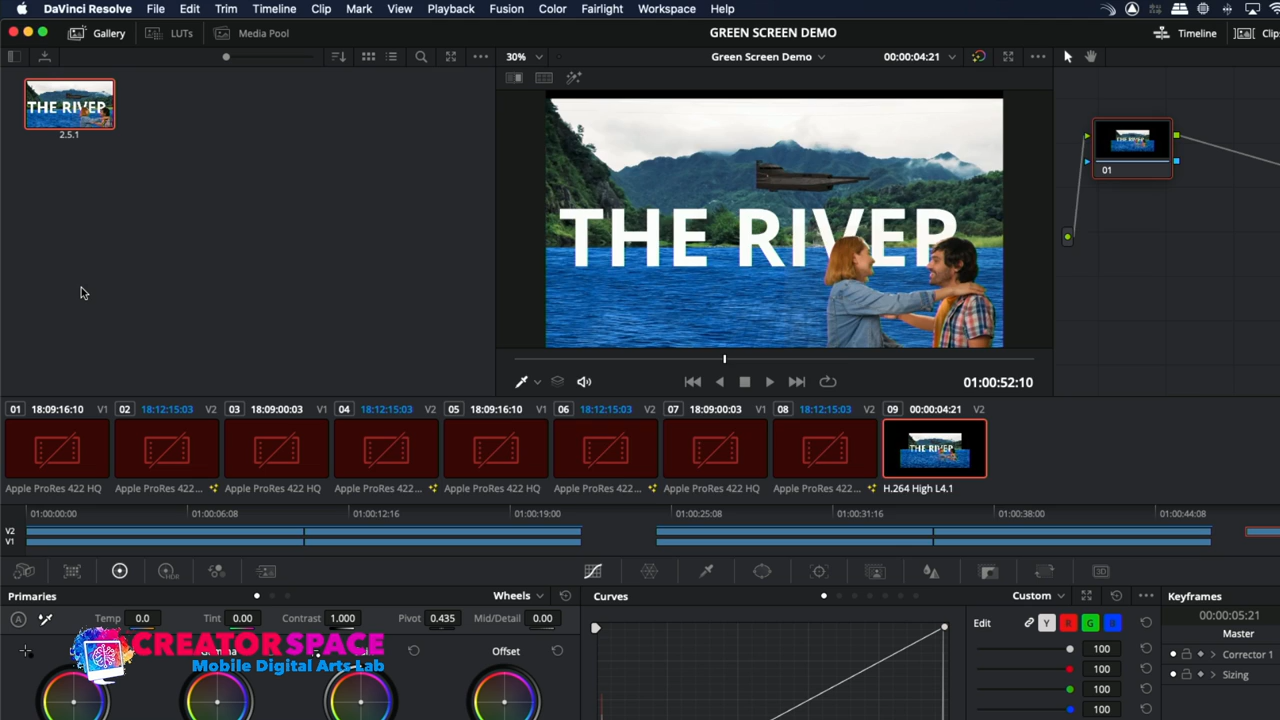 DaVinci Resolve File Edit Trim Timeline Clip Mark View Playback Fusion Color Fairlight Workspace Help
Gallery LUTs Media Pool GREEN SCREEN DEMO Timeline Clips
30% Green Screen Demo 00:00:04:21
THE RIVER
2.5.1
01
THE RIVER
01:00:52:10
01 18:09:16:10 V1 02 18:12:15:03 V2 03 18:09:00:03 V1 04 18:12:15:03 V2 05 18:09:16:10 V1 06 18:12:15:03 V2 07 18:09:00:03 V1 08 18:12:15:03 V2 09 00:00:04:21 V2
THE RIVER
Apple ProRes 422 HQ Apple ProRes 422... Apple ProRes 422 HQ Apple ProRes 422... Apple ProRes 422 HQ Apple ProRes 422... Apple ProRes 422 HQ Apple ProRes 422... H.264 High L4.1
01:00:00:00 01:00:06:08 01:00:12:16 01:00:19:00 01:00:25:08 01:00:31:16 01:00:38:00 01:00:44:08
V2
V1
HDR 3D
Primaries Wheels Curves Custom Keyframes
Temp 0.0 Tint 0.00 Contrast 1.000 Pivot 0.435 Mid/Detail 0.00 Edit Y R G B 00:00:05:21
Master
CREATORSPACE
Mobile Digital Arts Lab
Offset 100 Corrector 1
100 Sizing
100
100